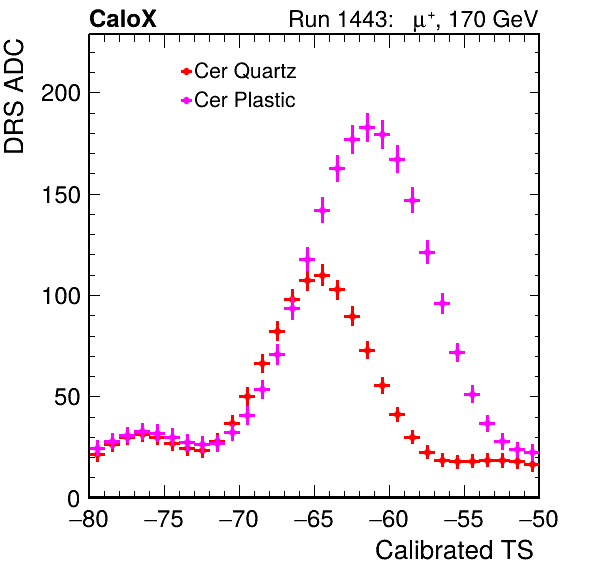 CaloX Run 1443: μ⁺, 170 GeV
DRS ADC
Cer Quartz
Cer Plastic
200
150
100
50
0
−80 −75 −70 −65 −60 −55 −50
Calibrated TS